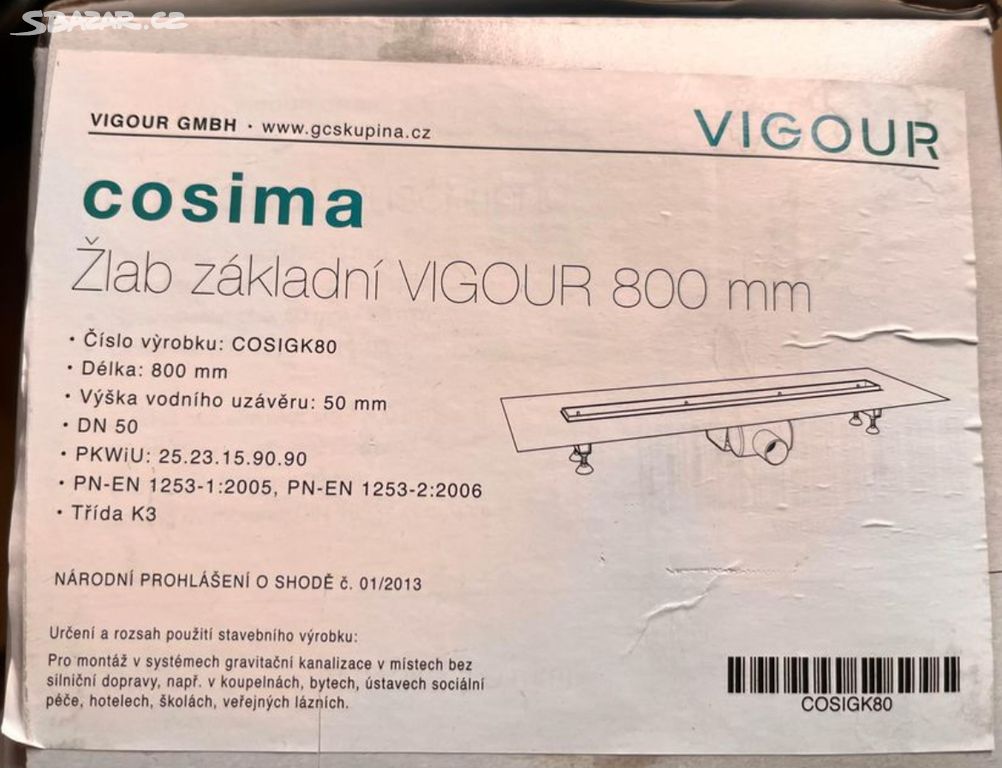 SBAZAR.CZ
VIGOUR GMBH · www.gcskupina.cz
VIGOUR
cosima
Žlab základní VIGOUR 800 mm
• Číslo výrobku: COSIGK80
• Délka: 800 mm
• Výška vodního uzávěru: 50 mm
• DN 50
• PKWiU: 25.23.15.90.90
• PN-EN 1253-1:2005, PN-EN 1253-2:2006
• Třída K3
NÁRODNÍ PROHLÁŠENÍ O SHODĚ č. 01/2013
Určení a rozsah použití stavebního výrobku:
Pro montáž v systémech gravitační kanalizace v místech bez
silniční dopravy, např. v koupelnách, bytech, ústavech sociální
péče, hotelech, školách, veřejných lázních.
COSIGK80